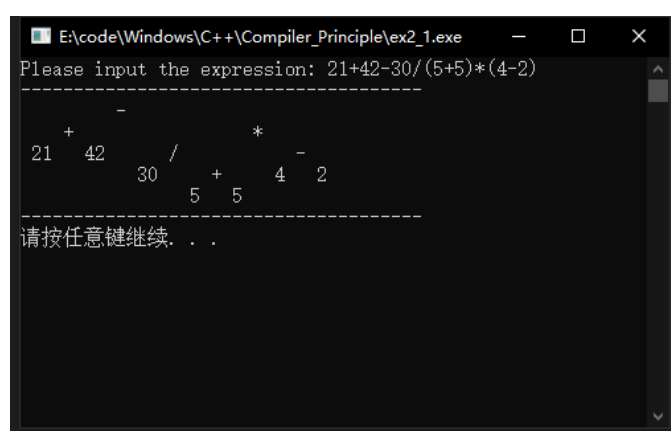 E:\code\Windows\C++\Compiler_Principle\ex2_1.exe
Please input the expression: 21+42-30/(5+5)*(4-2)
--------------------------------------
-
+ *
21 42 / -
30 + 4 2
5 5
--------------------------------------
请按任意键继续. . .